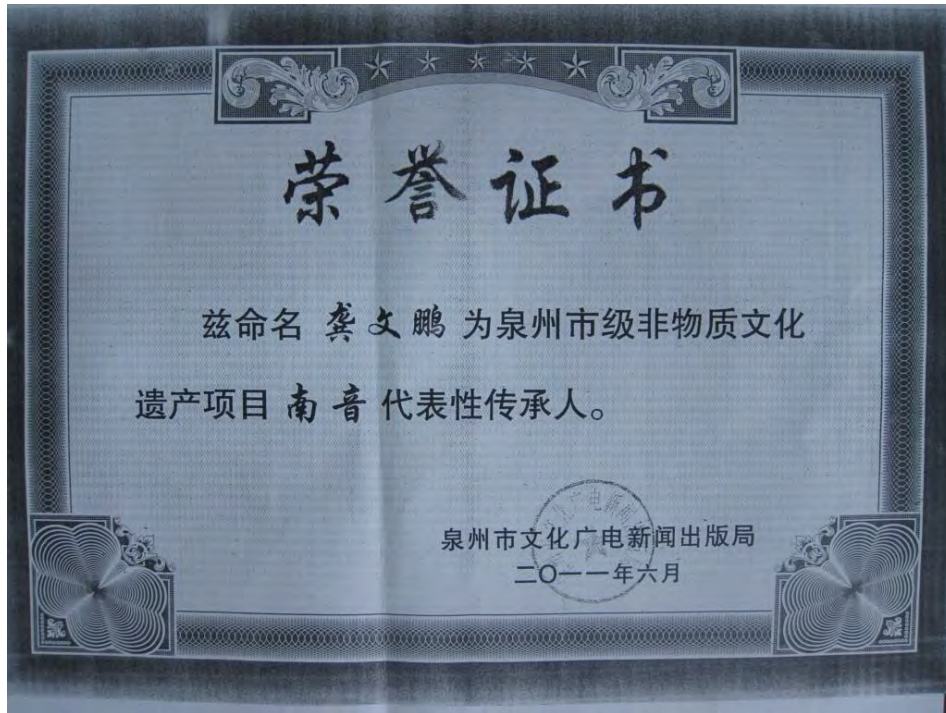 荣誉证书
兹命名 龚文鹏 为泉州市级非物质文化
遗产项目 南音 代表性传承人。
泉州市文化广电新闻出版局
二〇一一年六月